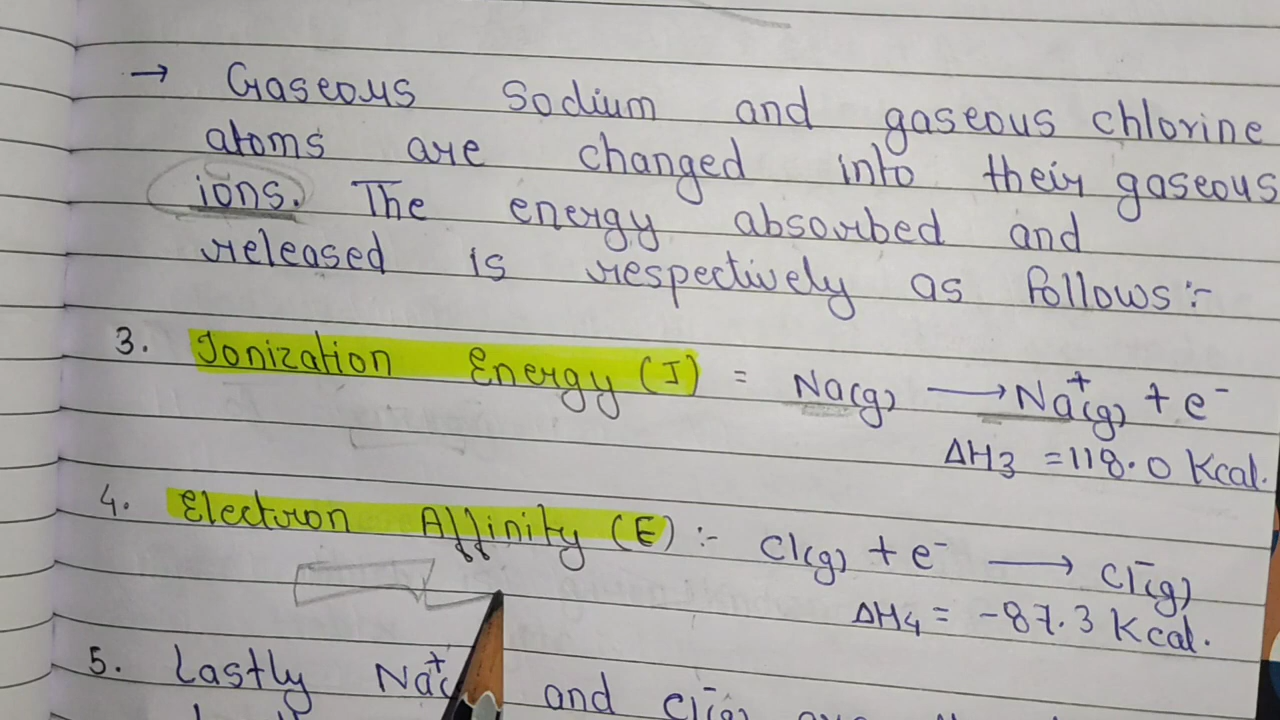 → Gaseous sodium and gaseous chlorine
atoms are changed into their gaseous
ions. The energy absorbed and
released is respectively as follows:-
3. Ionization Energy (I) = Na(g) ⟶ Na⁺(g) + e⁻
ΔH3 = 118.0 Kcal.
4. Electron Affinity (E) :- Cl(g) + e⁻ ⟶ Cl⁻(g)
ΔH4 = -87.3 Kcal.
5. Lastly Na⁺( and Cl⁻(g)